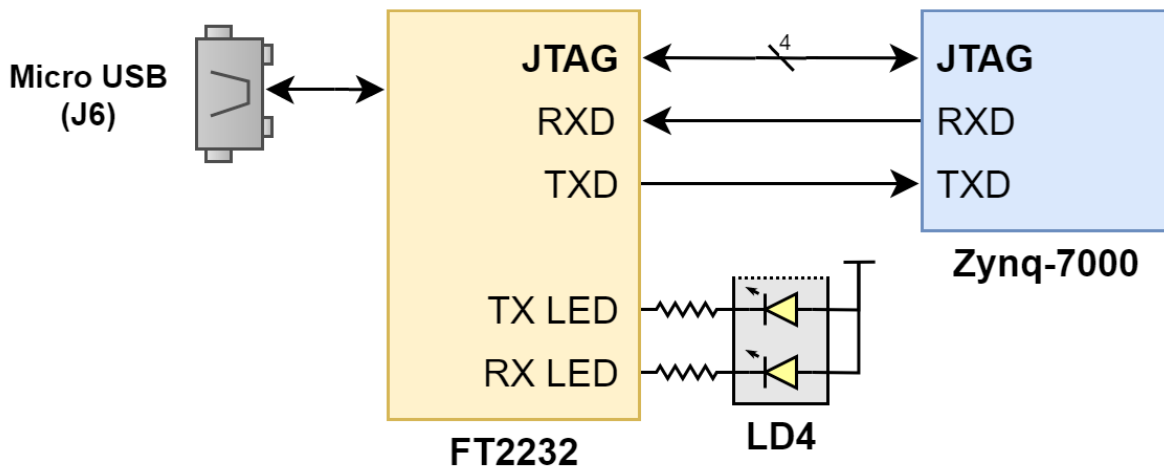 Micro USB
(J6)
JTAG
RXD
TXD
TX LED
RX LED
FT2232
4
JTAG
RXD
TXD
Zynq-7000
LD4